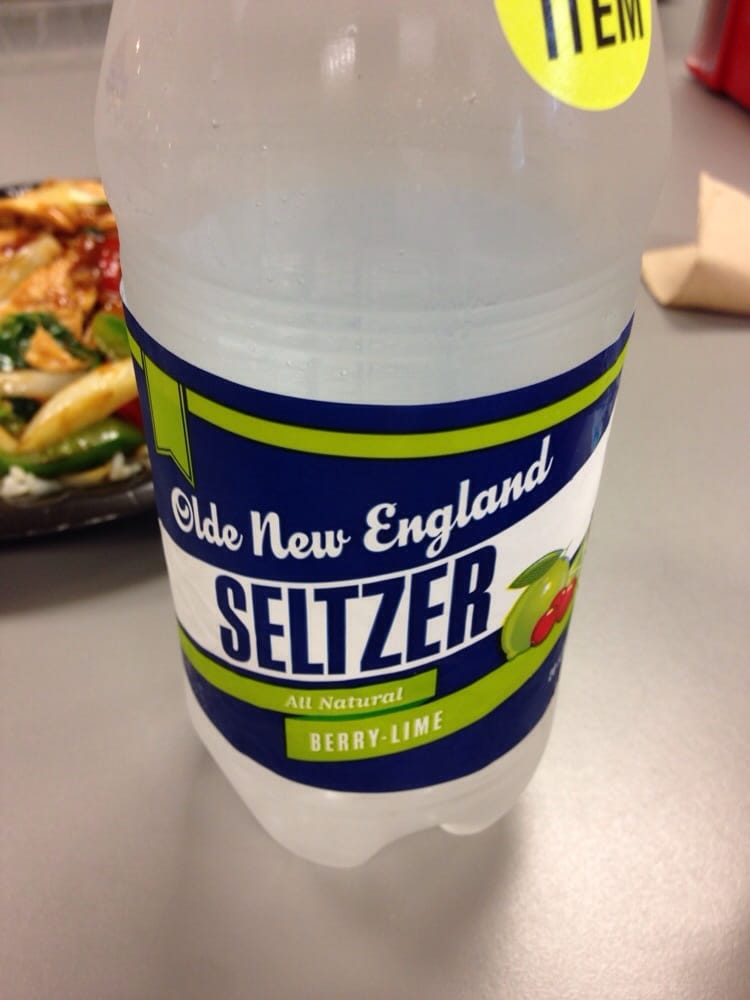 ITEM
Olde New England
SELTZER
All Natural
BERRY-LIME